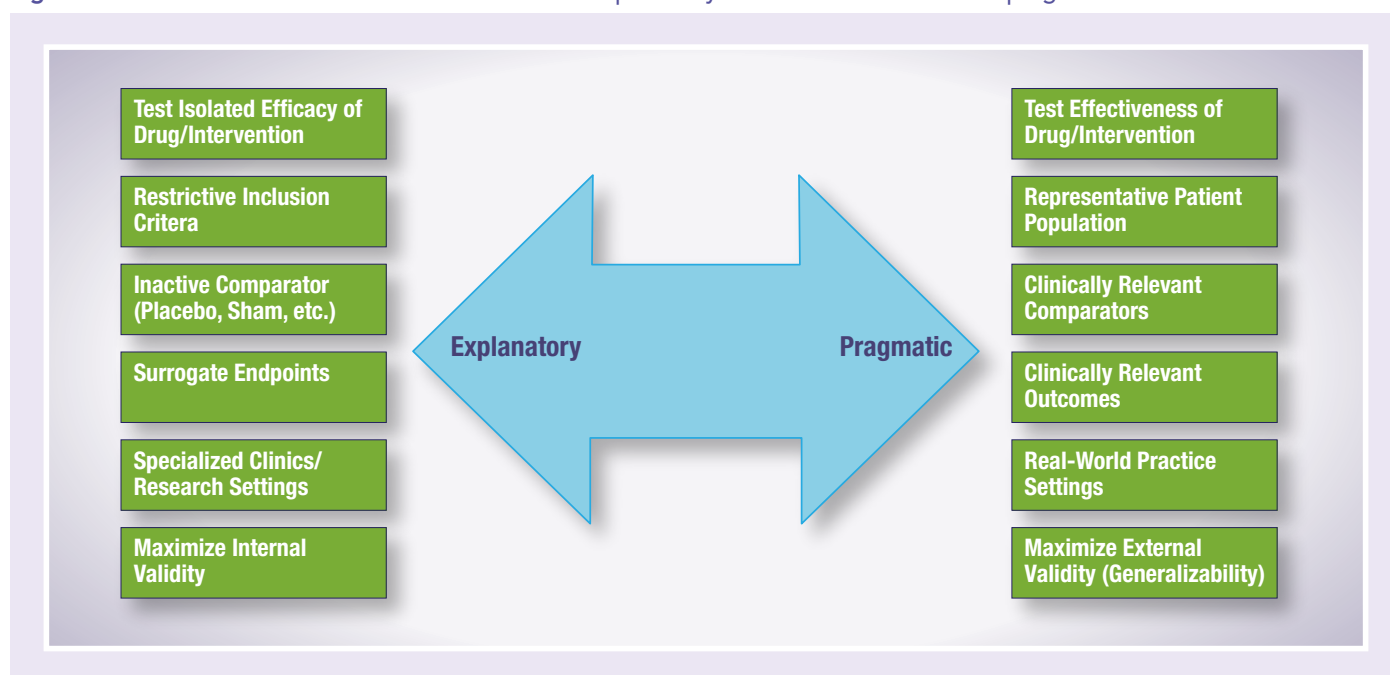 Test Isolated Efficacy of
Drug/Intervention
Restrictive Inclusion
Critera
Inactive Comparator
(Placebo, Sham, etc.)
Surrogate Endpoints
Specialized Clinics/
Research Settings
Maximize Internal
Validity
Explanatory
Pragmatic
Test Effectiveness of
Drug/Intervention
Representative Patient
Population
Clinically Relevant
Comparators
Clinically Relevant
Outcomes
Real-World Practice
Settings
Maximize External
Validity (Generalizability)